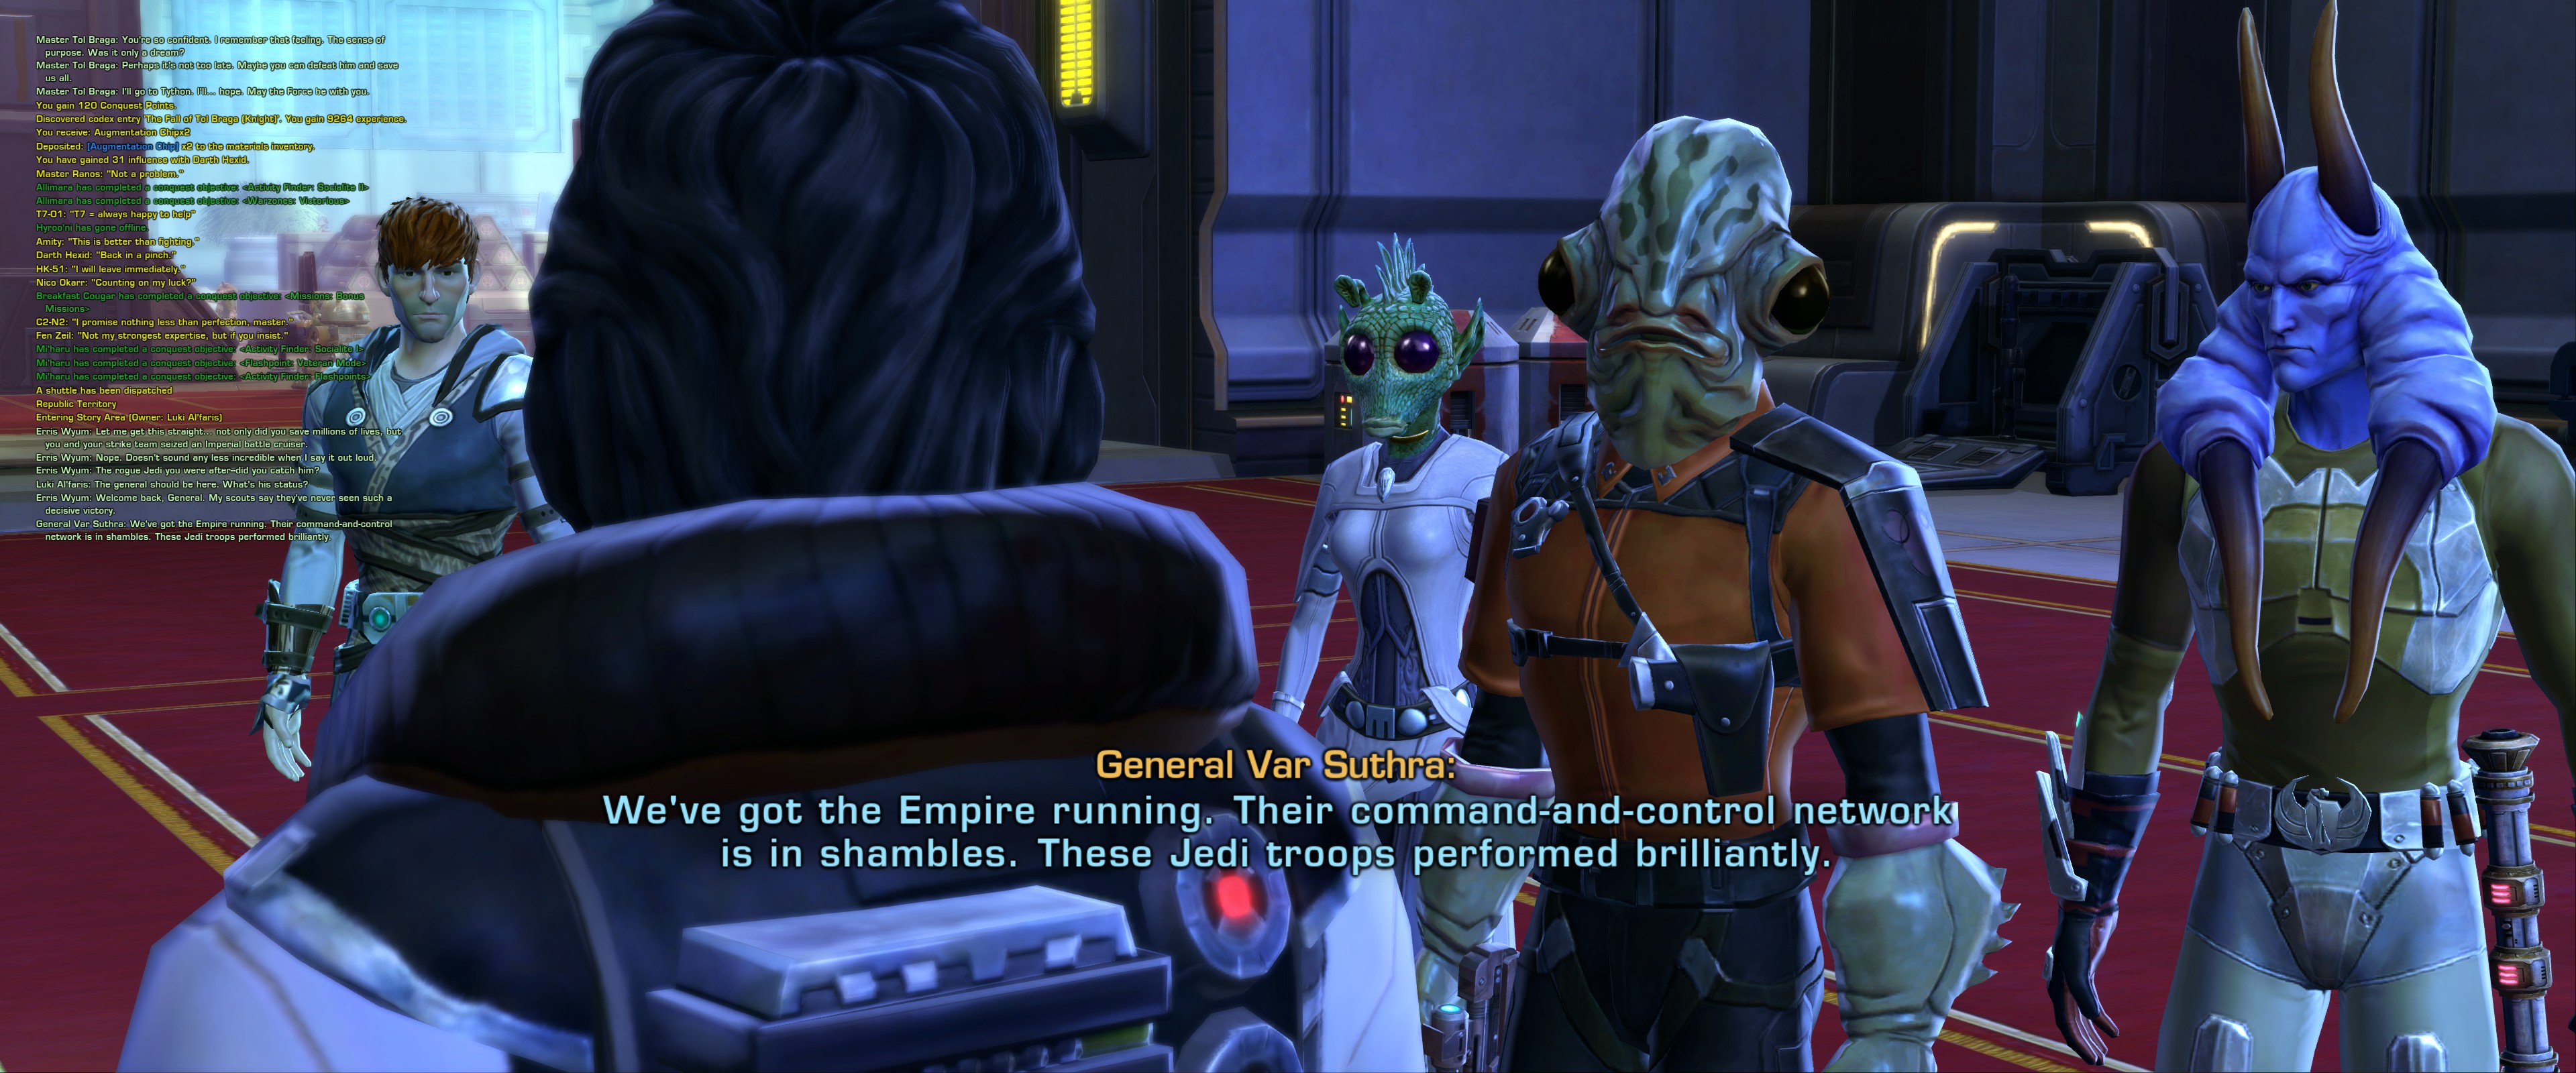 Master Tol Braga: You're so confident. I remember that feeling. The sense of
purpose. Was it only a dream?
Master Tol Braga: Perhaps it's not too late. Maybe you can defeat him and save
us all.
Master Tol Braga: I'll go to Tython. I'll... hope. May the Force be with you.
You gain 120 Conquest Points.
Discovered codex entry 'The Fall of Tol Braga (Knight)'. You gain 9264 experience.
You receive: Augmentation Chipx2
Deposited: [Augmentation Chip] x2 to the materials inventory.
You have gained 31 influence with Darth Hexid.
Master Ranos: "Not a problem."
Allimara has completed a conquest objective: <Activity Finder: Socialite II>
Allimara has completed a conquest objective: <Warzones: Victorious>
T7-01: "T7 = always happy to help"
Hyroo'ni has gone offline.
Amity: "This is better than fighting."
Darth Hexid: "Back in a pinch."
HK-51: "I will leave immediately."
Nico Okarr: "Counting on my luck?"
Breakfast Cougar has completed a conquest objective: <Missions: Bonus
Missions>
C2-N2: "I promise nothing less than perfection, master."
Fen Zeil: "Not my strongest expertise, but if you insist."
Mi'haru has completed a conquest objective: <Activity Finder: Socialite I>
Mi'haru has completed a conquest objective: <Flashpoint: Veteran Mode>
Mi'haru has completed a conquest objective: <Activity Finder: Flashpoints>
A shuttle has been dispatched
Republic Territory
Entering Story Area (Owner: Luki Al'faris)
Erris Wyum: Let me get this straight... not only did you save millions of lives, but
you and your strike team seized an Imperial battle cruiser.
Erris Wyum: Nope. Doesn't sound any less incredible when I say it out loud.
Erris Wyum: The rogue Jedi you were after–did you catch him?
Luki Al'faris: The general should be here. What's his status?
Erris Wyum: Welcome back, General. My scouts say they've never seen such a
decisive victory.
General Var Suthra: We've got the Empire running. Their command-and-control
network is in shambles. These Jedi troops performed brilliantly.
General Var Suthra:
We've got the Empire running. Their command-and-control network
is in shambles. These Jedi troops performed brilliantly.